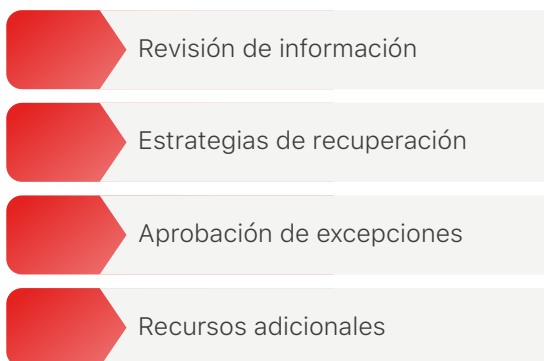 Revisión de información
Estrategias de recuperación
Aprobación de excepciones
Recursos adicionales